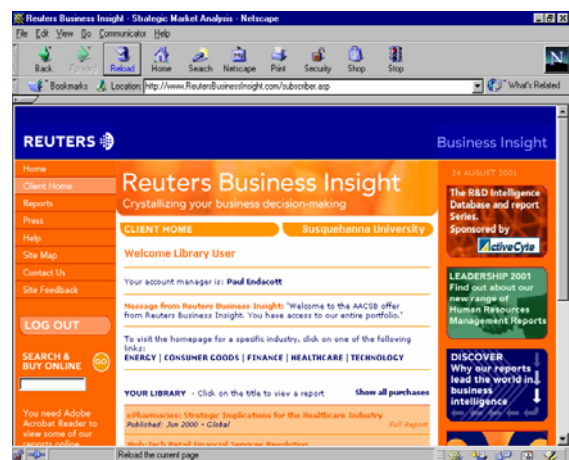 Reuters Business Insight - Strategic Market Analysis - Netscape
File Edit View Go Communicator Help
Back Forward Reload Home Search Netscape Print Security Shop Stop
Bookmarks Location: http://www.ReutersBusinessInsight.com/subscriber.asp What's Related
REUTERS
Business Insight
Home
Client Home
Reports
Press
Help
Site Map
Contact Us
Site Feedback
LOG OUT
SEARCH &
BUY ONLINE
GO
You need Adobe
Acrobat Reader to
view some of our
reports online
Reuters Business Insight
Crystallizing your business decision-making
CLIENT HOME
Susquehanna University
Welcome Library User
Your account manager is: Paul Endacott
Message from Reuters Business Insight: "Welcome to the AACSB offer
from Reuters Business Insight. You have access to our entire portfolio."
To visit the homepage for a specific industry, click on one of the following
links:
ENERGY | CONSUMER GOODS | FINANCE | HEALTHCARE | TECHNOLOGY
YOUR LIBRARY - Click on the title to view a report Show all purchases
ePharmacies: Strategic Implications for the Healthcare Industry
Published: Jun 2000 - Global Full Report
High-Tech Retail Financial Services Revolution
24 AUGUST 2001
The R&D Intelligence
Database and report
Series.
Sponsored by
ActiveCyte
LEADERSHIP 2001
Find out about our
new range of
Human Resources
Management Reports
DISCOVER
Why our reports
lead the world in
business
intelligence
Reload the current page